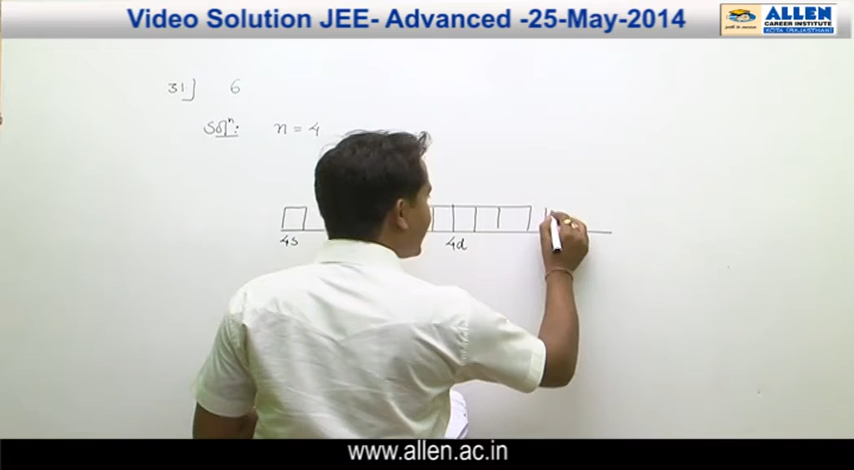 Video Solution JEE- Advanced -25-May-2014
ALLEN
CAREER INSTITUTE
KOTA (RAJASTHAN)
31] 6
Solⁿ: n = 4
4s 4d
www.allen.ac.in